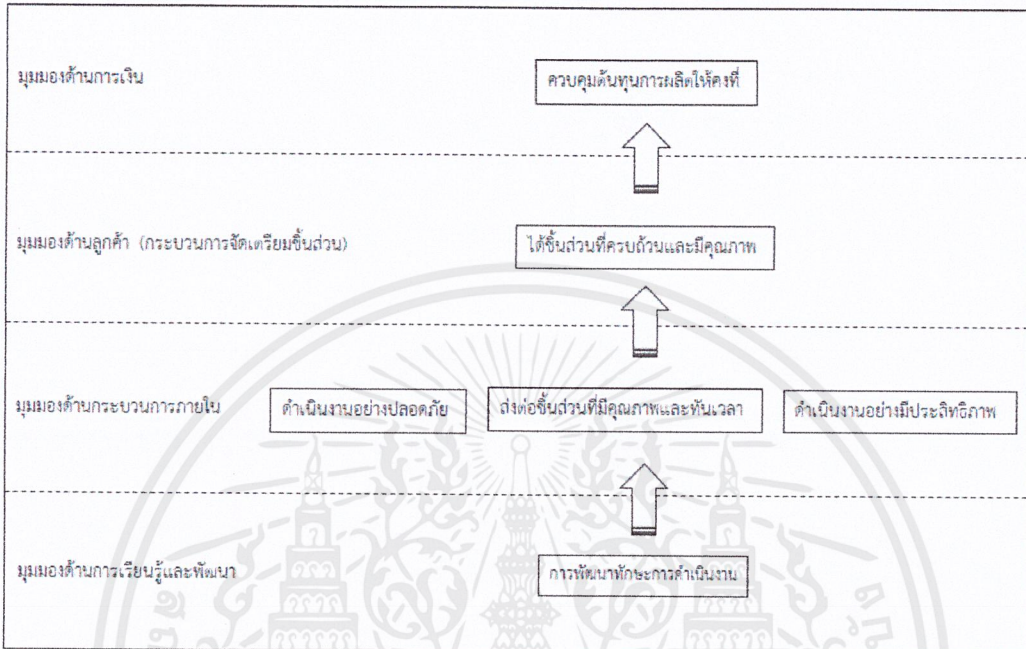 มุมมองด้านการเงิน
ควบคุมต้นทุนการผลิตให้คงที่
มุมมองด้านลูกค้า (กระบวนการจัดเตรียมชิ้นส่วน)
ได้ชิ้นส่วนที่ครบถ้วนและมีคุณภาพ
มุมมองด้านกระบวนการภายใน
ดำเนินงานอย่างปลอดภัย
ส่งต่อชิ้นส่วนที่มีคุณภาพและทันเวลา
ดำเนินงานอย่างมีประสิทธิภาพ
มุมมองด้านการเรียนรู้และพัฒนา
การพัฒนาทักษะการดำเนินงาน